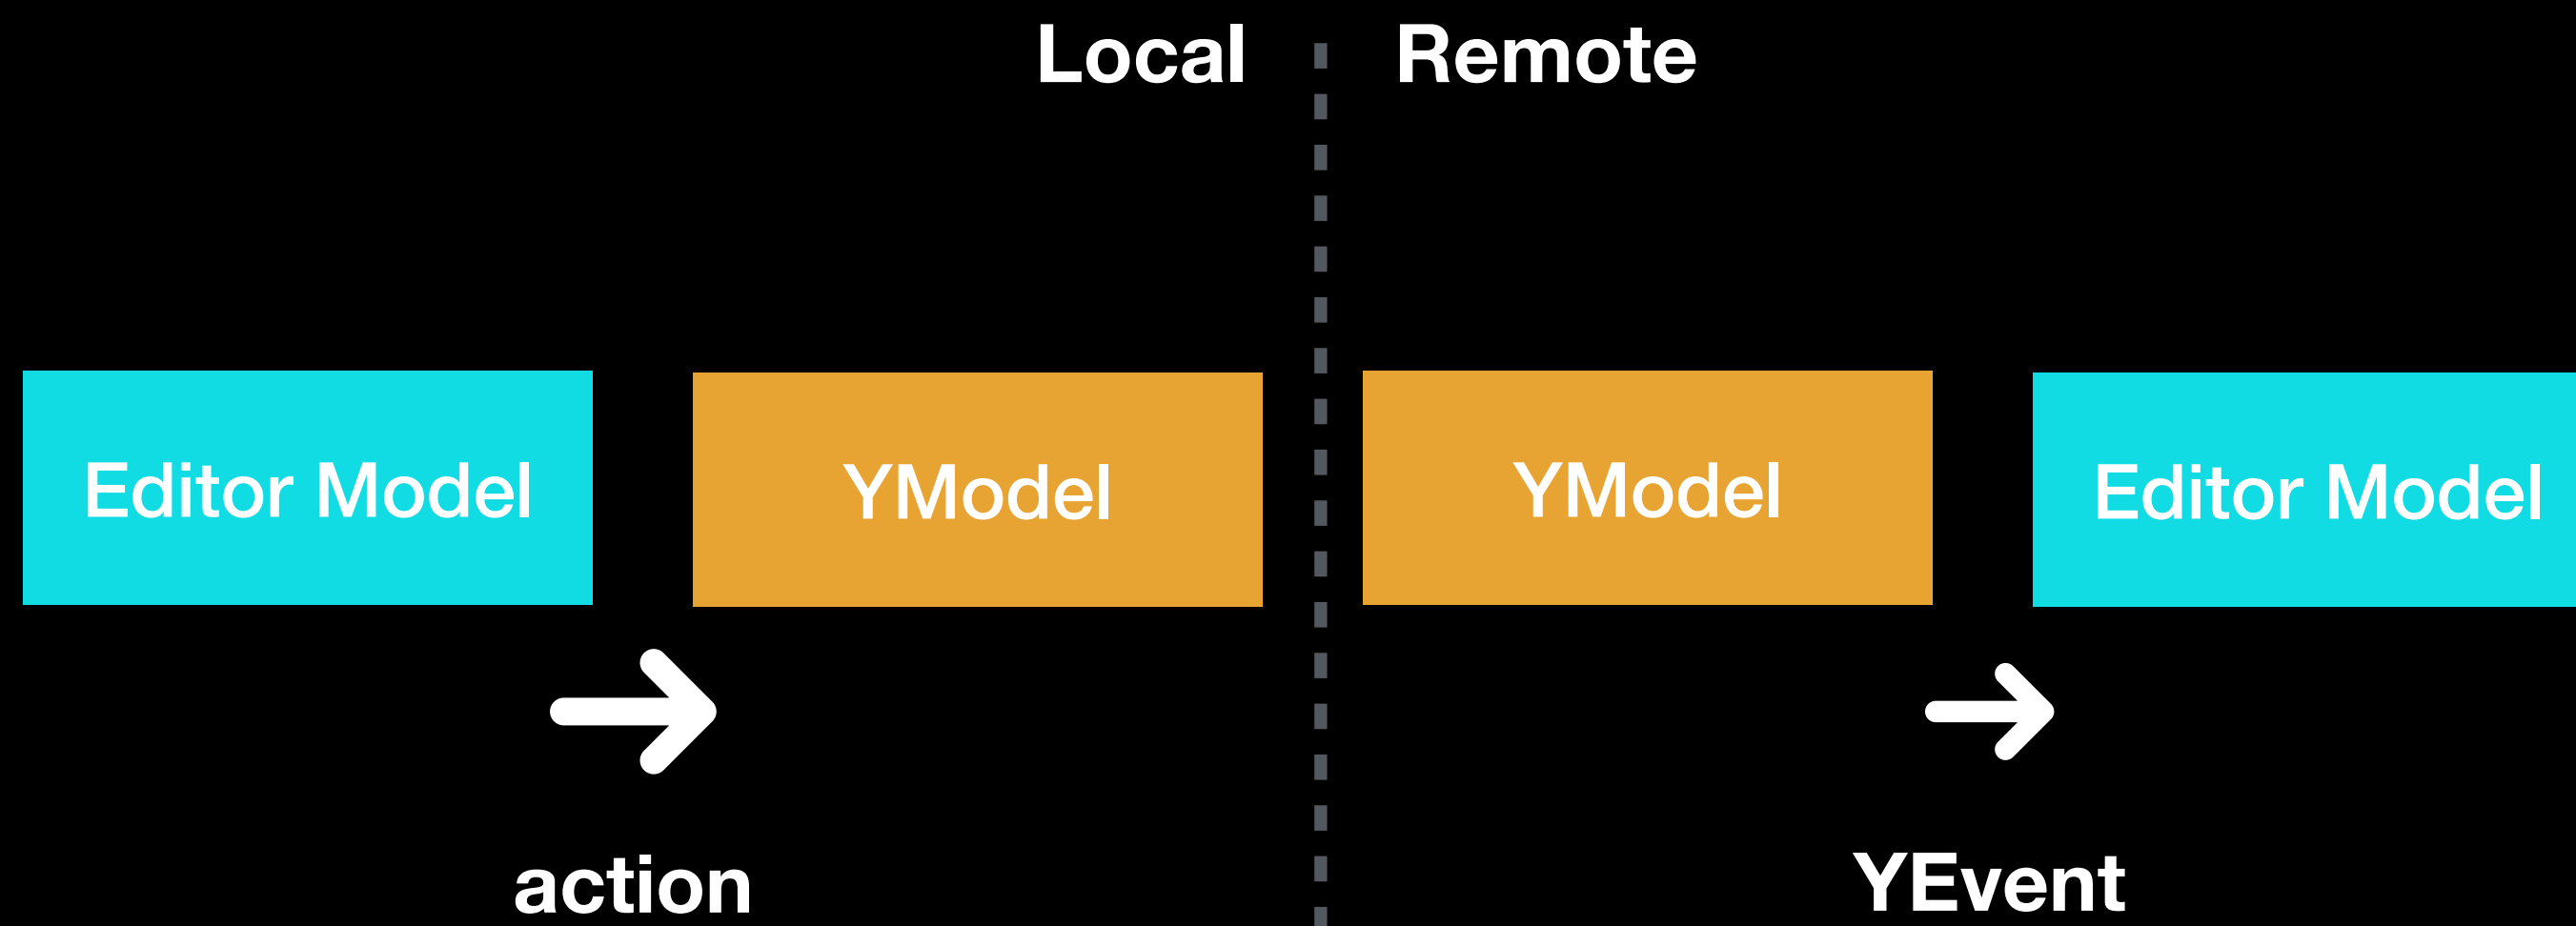 Local
Remote
Editor Model
YModel
YModel
Editor Model
action
YEvent